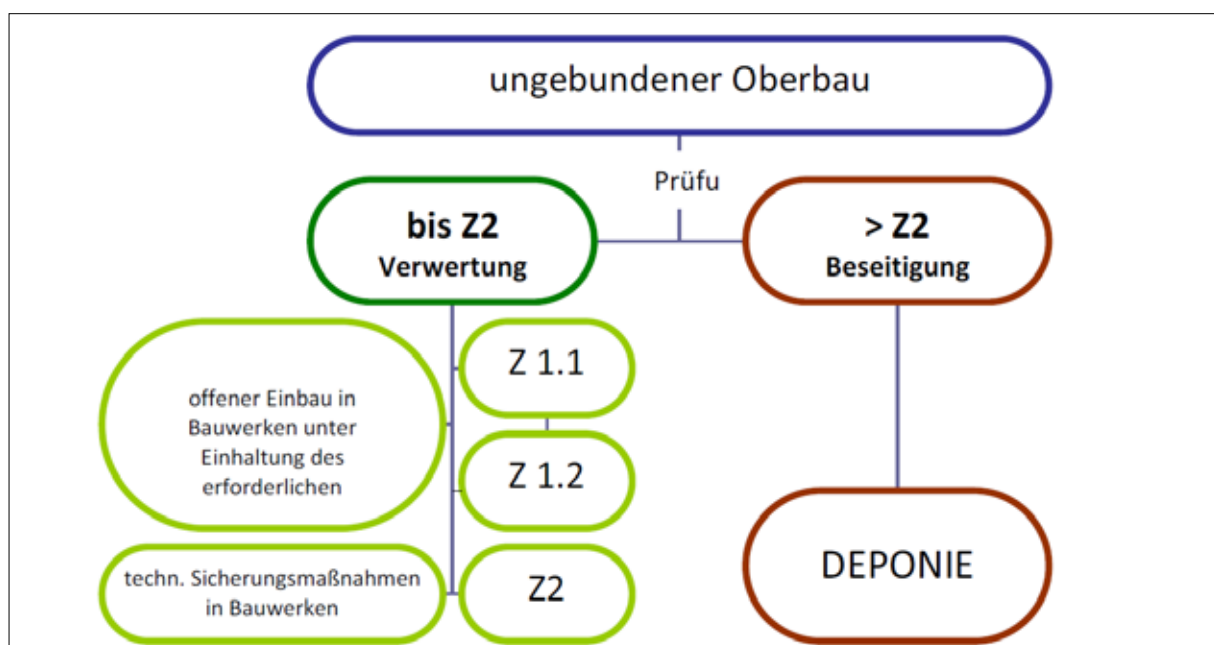 ungebundener Oberbau
Prüfu
bis Z2
Verwertung
> Z2
Beseitigung
offener Einbau in
Bauwerken unter
Einhaltung des
erforderlichen
Z 1.1
Z 1.2
techn. Sicherungsmaßnahmen
in Bauwerken
Z2
DEPONIE